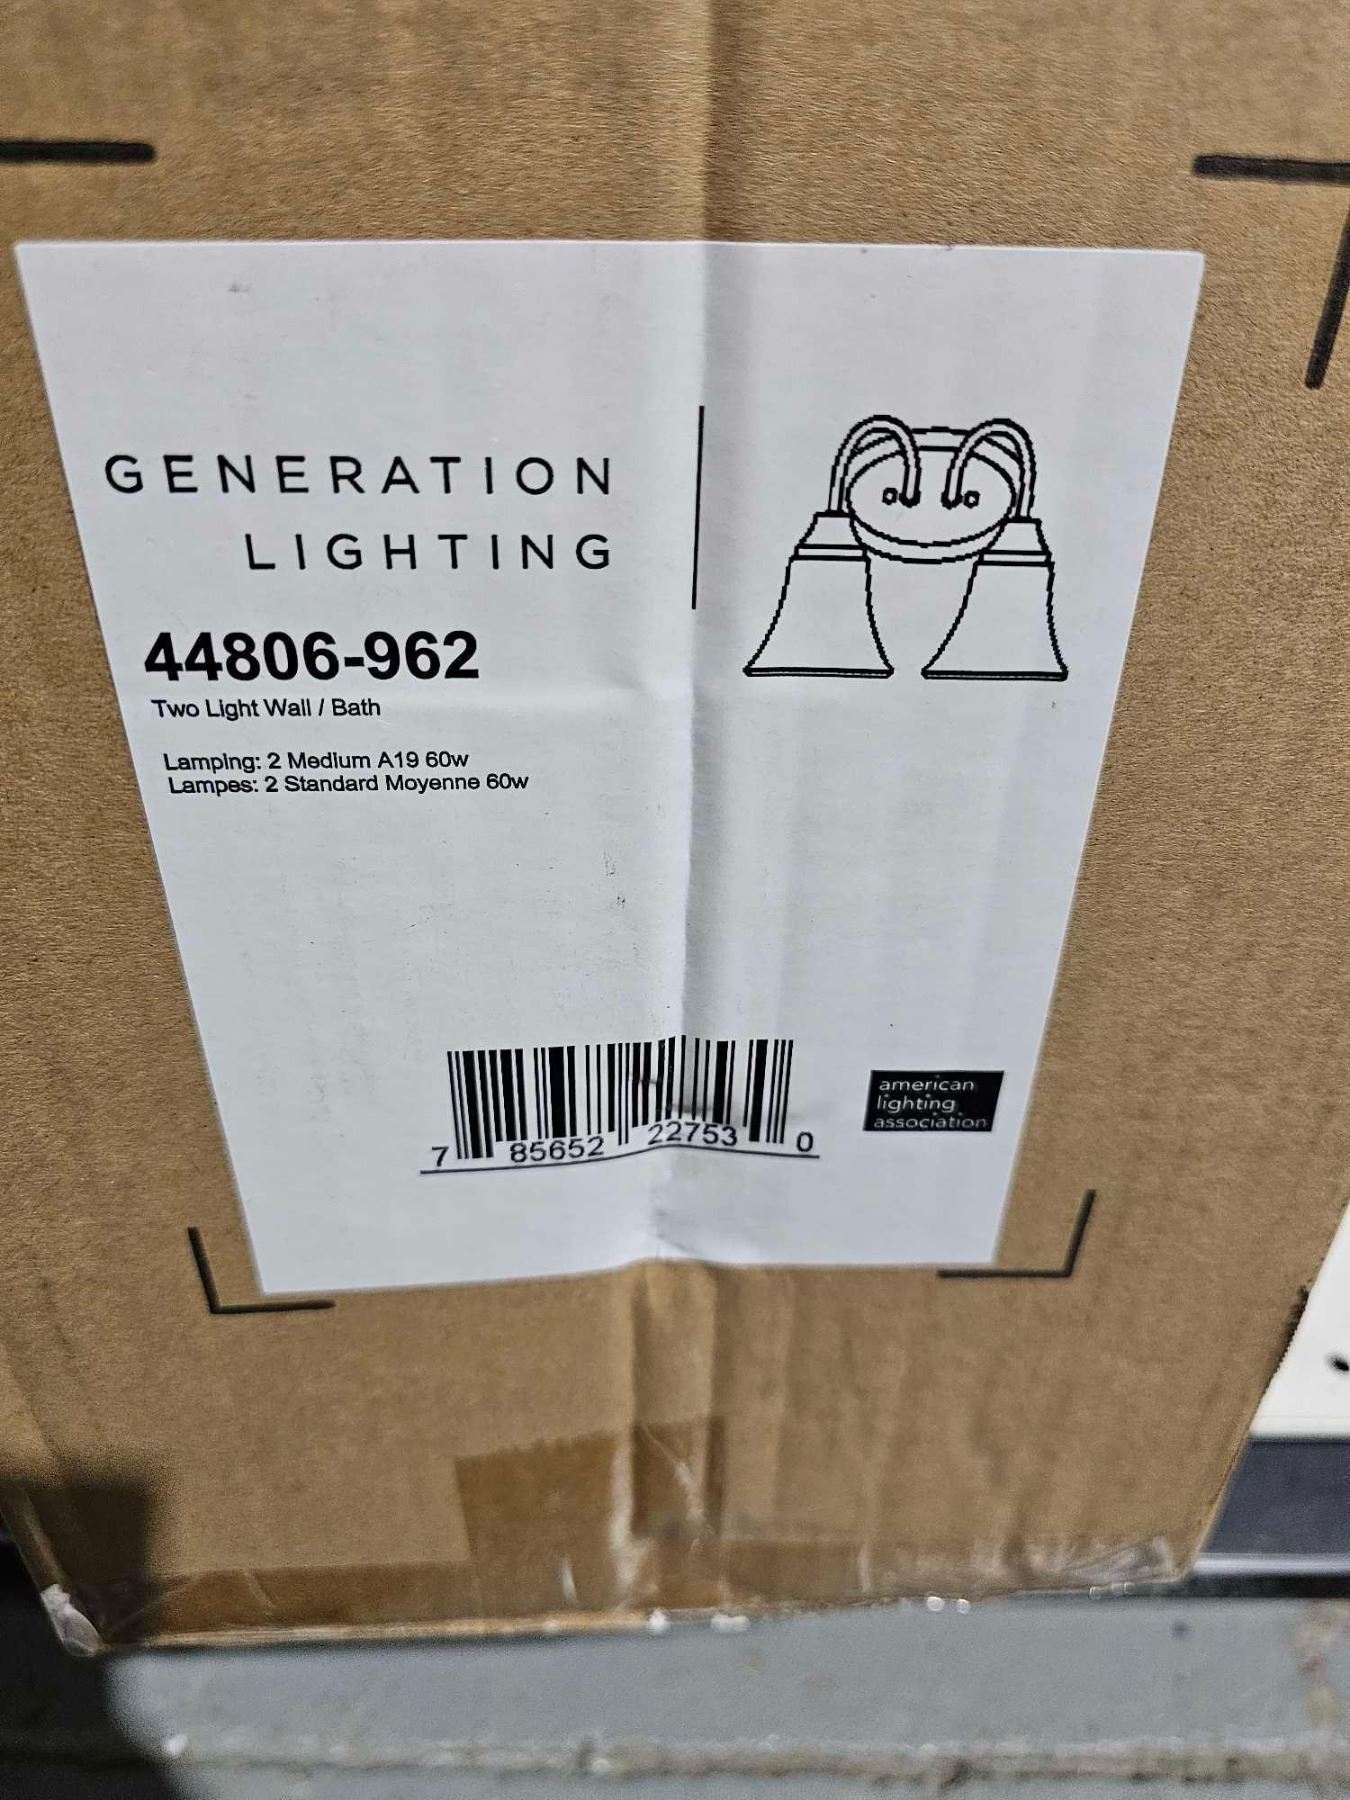 GENERATION
LIGHTING
44806-962
Two Light Wall / Bath
Lamping: 2 Medium A19 60w
Lampes: 2 Standard Moyenne 60w
7 85652 22753 0
american
lighting
association